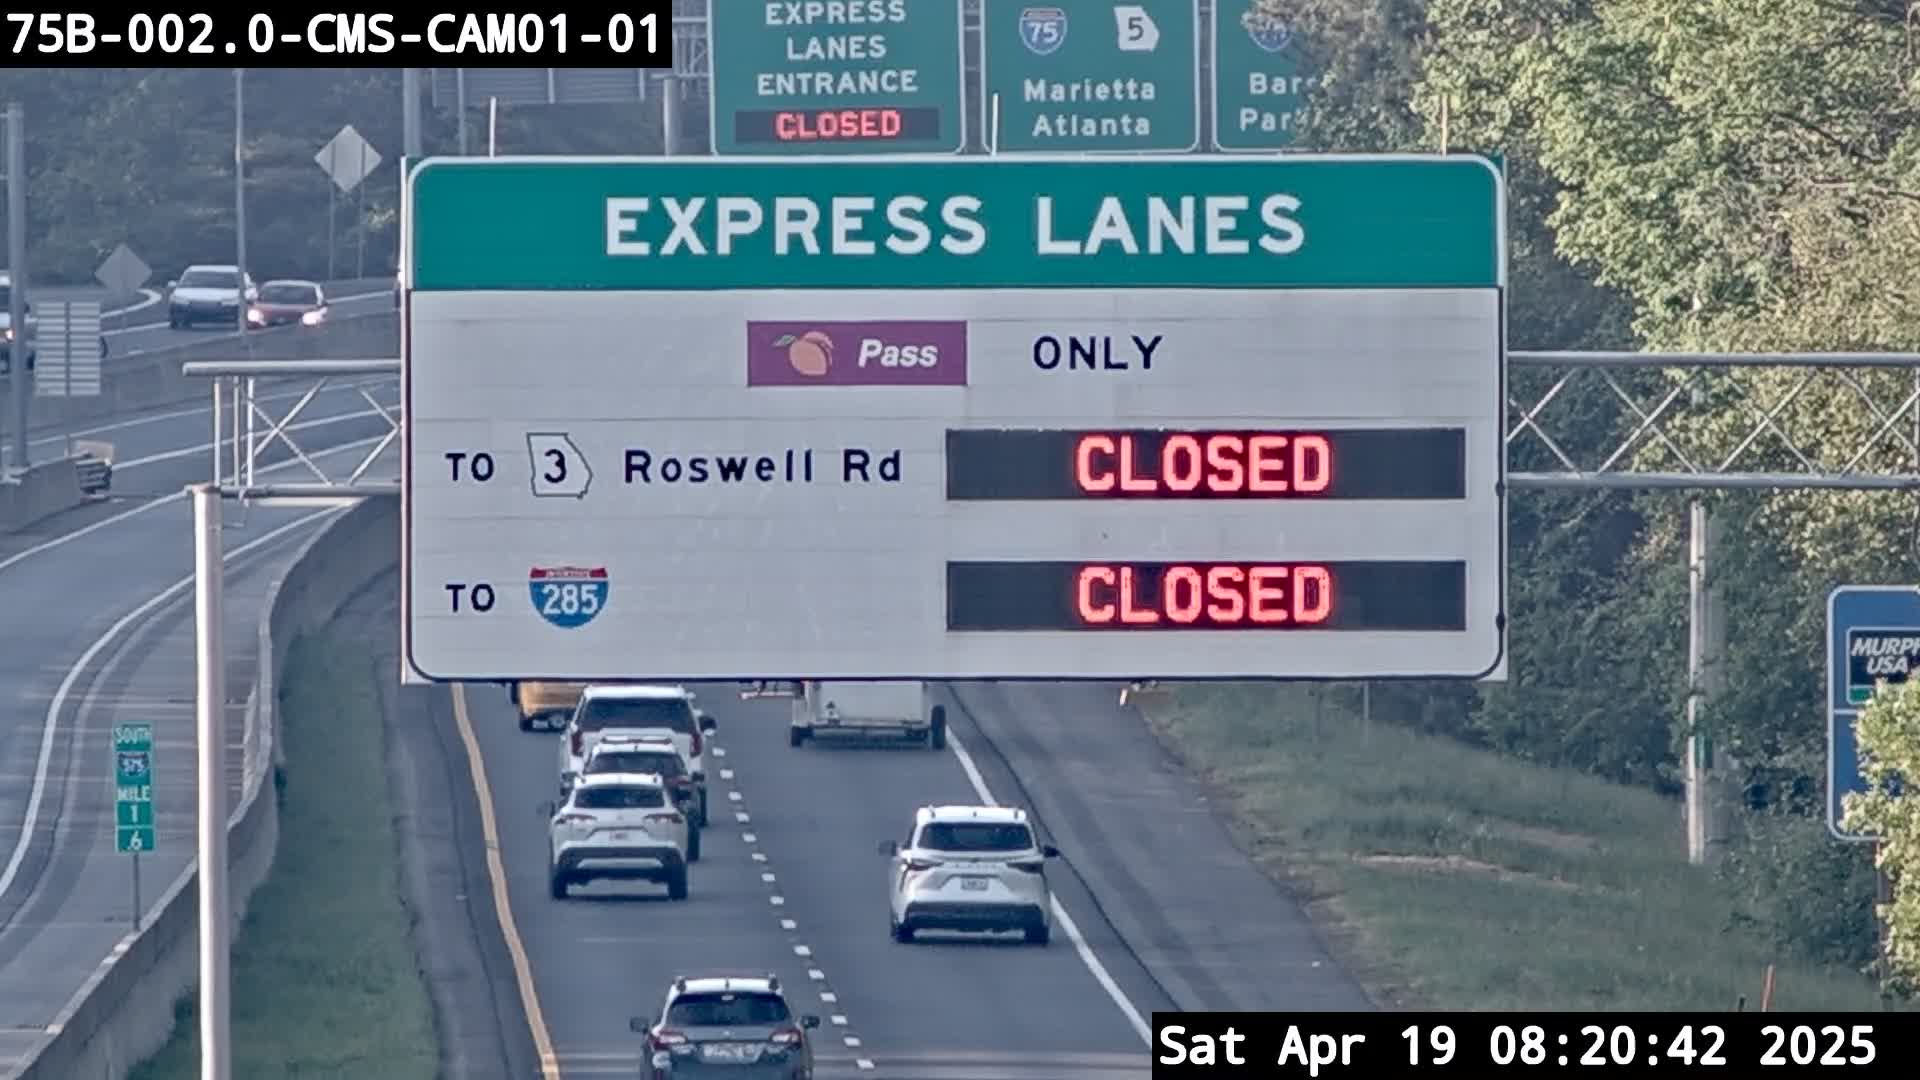 75B-002.0-CMS-CAM01-01
EXPRESS
LANES
ENTRANCE
CLOSED
75 5
Marietta
Atlanta
EXPRESS LANES
Pass ONLY
TO 3 Roswell Rd CLOSED
TO 285 CLOSED
SOUTH
575
MILE
1
.6
USA
Sat Apr 19 08:20:42 2025